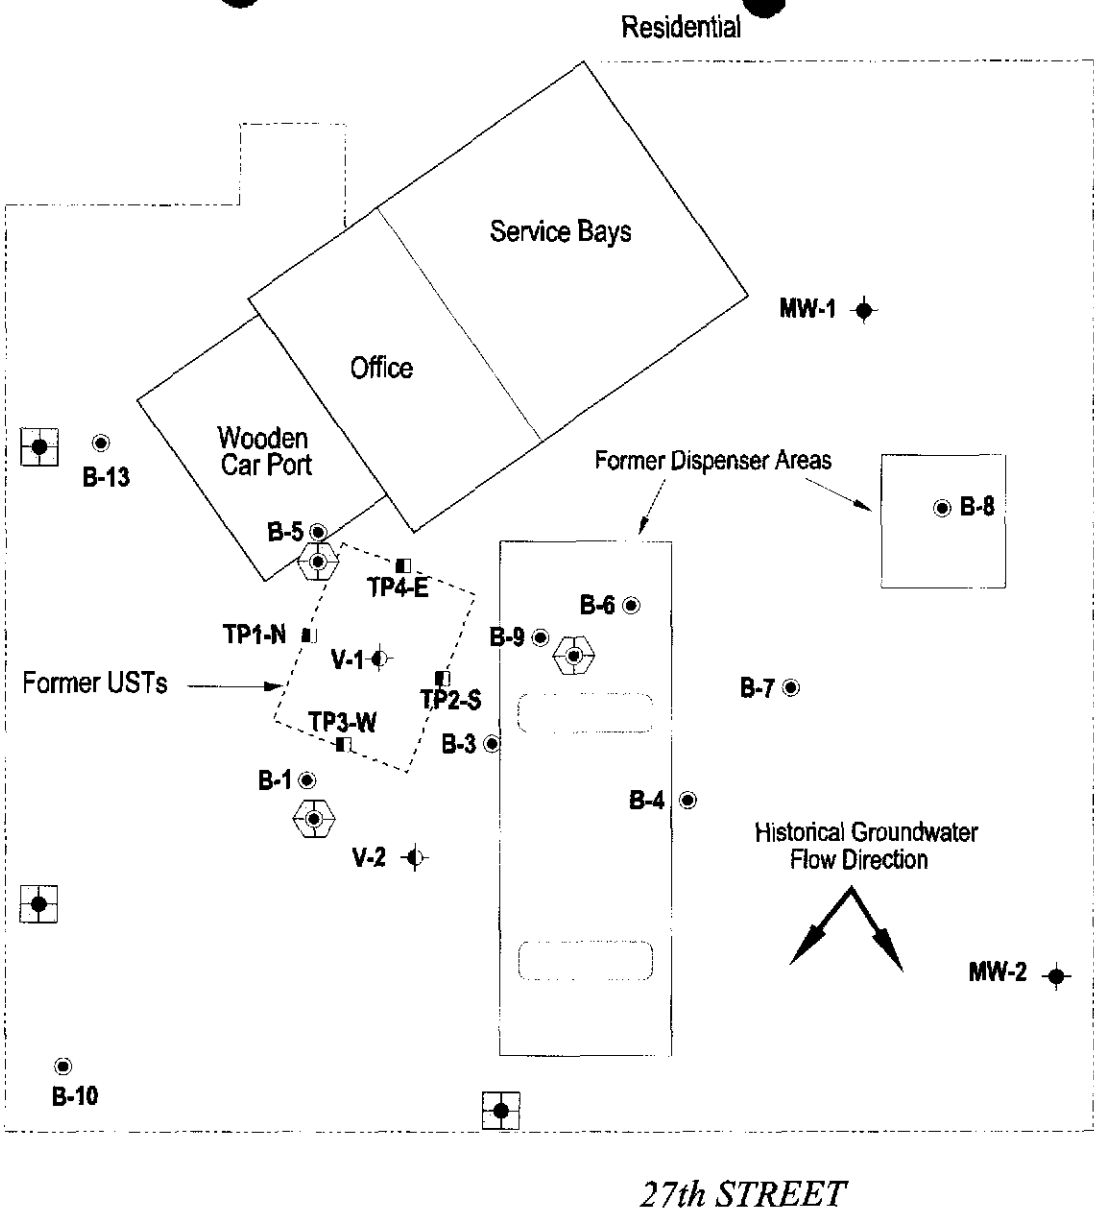 Residential
Service Bays
MW-1
Office
Wooden
Car Port
Former Dispenser Areas
B-13
B-8
B-5
TP4-E
B-6
TP1-N
B-9
V-1
Former USTs
TP2-S
B-7
TP3-W
B-3
B-1
B-4
Historical Groundwater
Flow Direction
V-2
MW-2
B-10
27th STREET